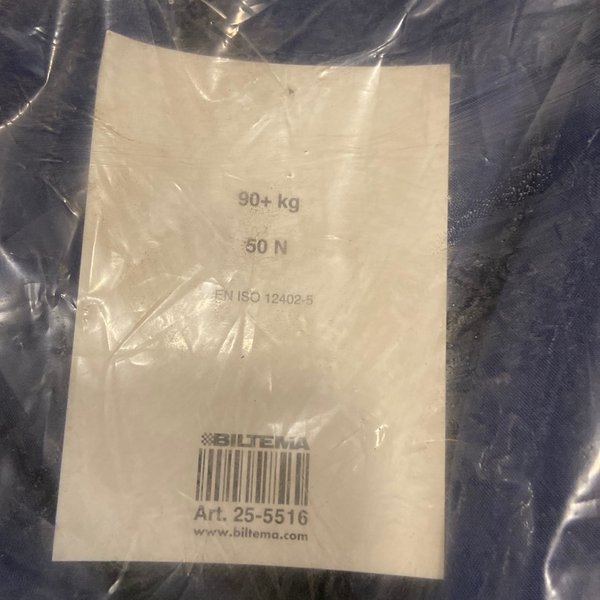 90+ kg
50 N
EN ISO 12402-5
BILTEMA
Art. 25-5516
www.biltema.com